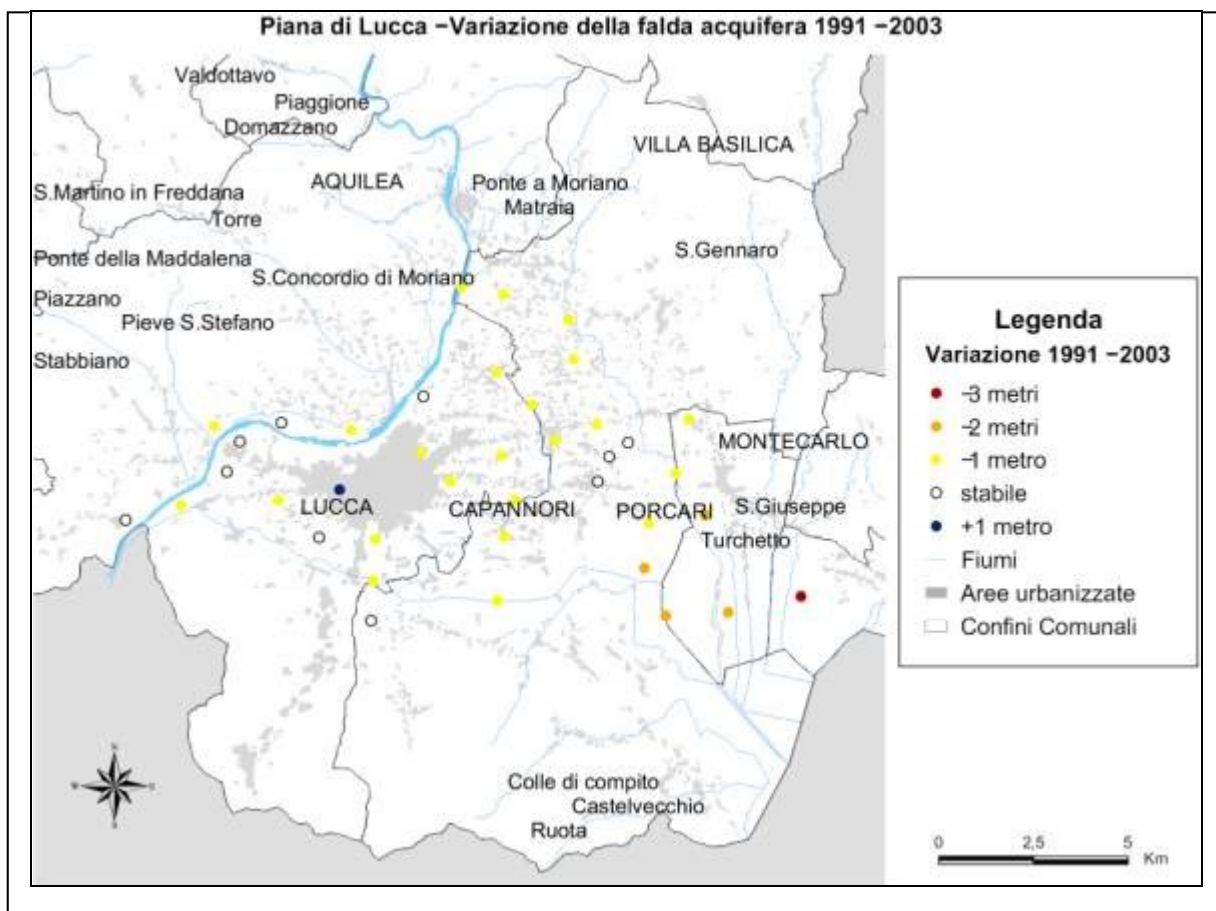 Piana di Lucca –Variazione della falda acquifera 1991 –2003
Valdottavo
Piaggione
Domazzano
VILLA BASILICA
AQUILEA
Ponte a Moriano
S.Martino in Freddana
Matraia
Torre
S.Gennaro
Ponte della Maddalena
S.Concordio di Moriano
Piazzano
Pieve S.Stefano
Stabbiano
MONTECARLO
LUCCA
CAPANNORI
PORCARI
S.Giuseppe
Turchetto
Colle di compito
Castelvecchio
Ruota
Legenda
Variazione 1991 –2003
–3 metri
–2 metri
–1 metro
stabile
+1 metro
Fiumi
Aree urbanizzate
Confini Comunali
0 2,5 5
Km